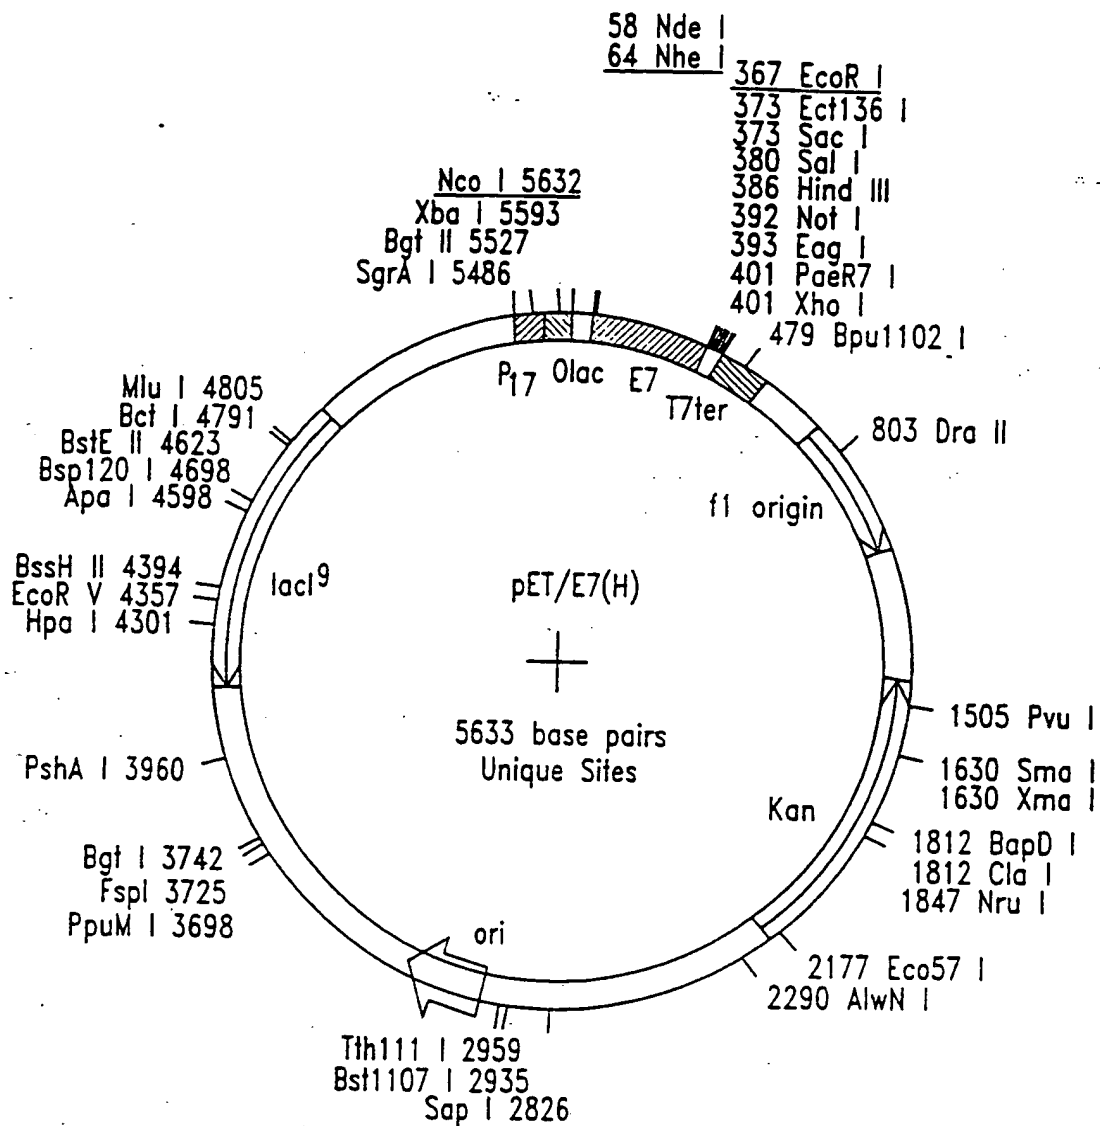 58 Nde I
64 Nhe I
367 EcoR I
373 Ect136 I
373 Sac I
380 Sal I
386 Hind III
392 Not I
393 Eag I
401 PaeR7 I
401 Xho I
479 Bpu1102 I
Nco I 5632
Xba I 5593
Bgt II 5527
SgrA I 5486
P17
Olac
E7
T7ter
803 Dra II
f1 origin
Mlu I 4805
Bct I 4791
BstE II 4623
Bsp120 I 4698
Apa I 4598
BssH II 4394
EcoR V 4357
Hpa I 4301
lacI9
pET/E7(H)
5633 base pairs
Unique Sites
1505 Pvu I
1630 Sma I
1630 Xma I
Kan
1812 BapD I
1812 Cla I
1847 Nru I
2177 Eco57 I
2290 AlwN I
PshA I 3960
Bgt I 3742
FspI 3725
PpuM I 3698
ori
Tth111 I 2959
Bst1107 I 2935
Sap I 2826